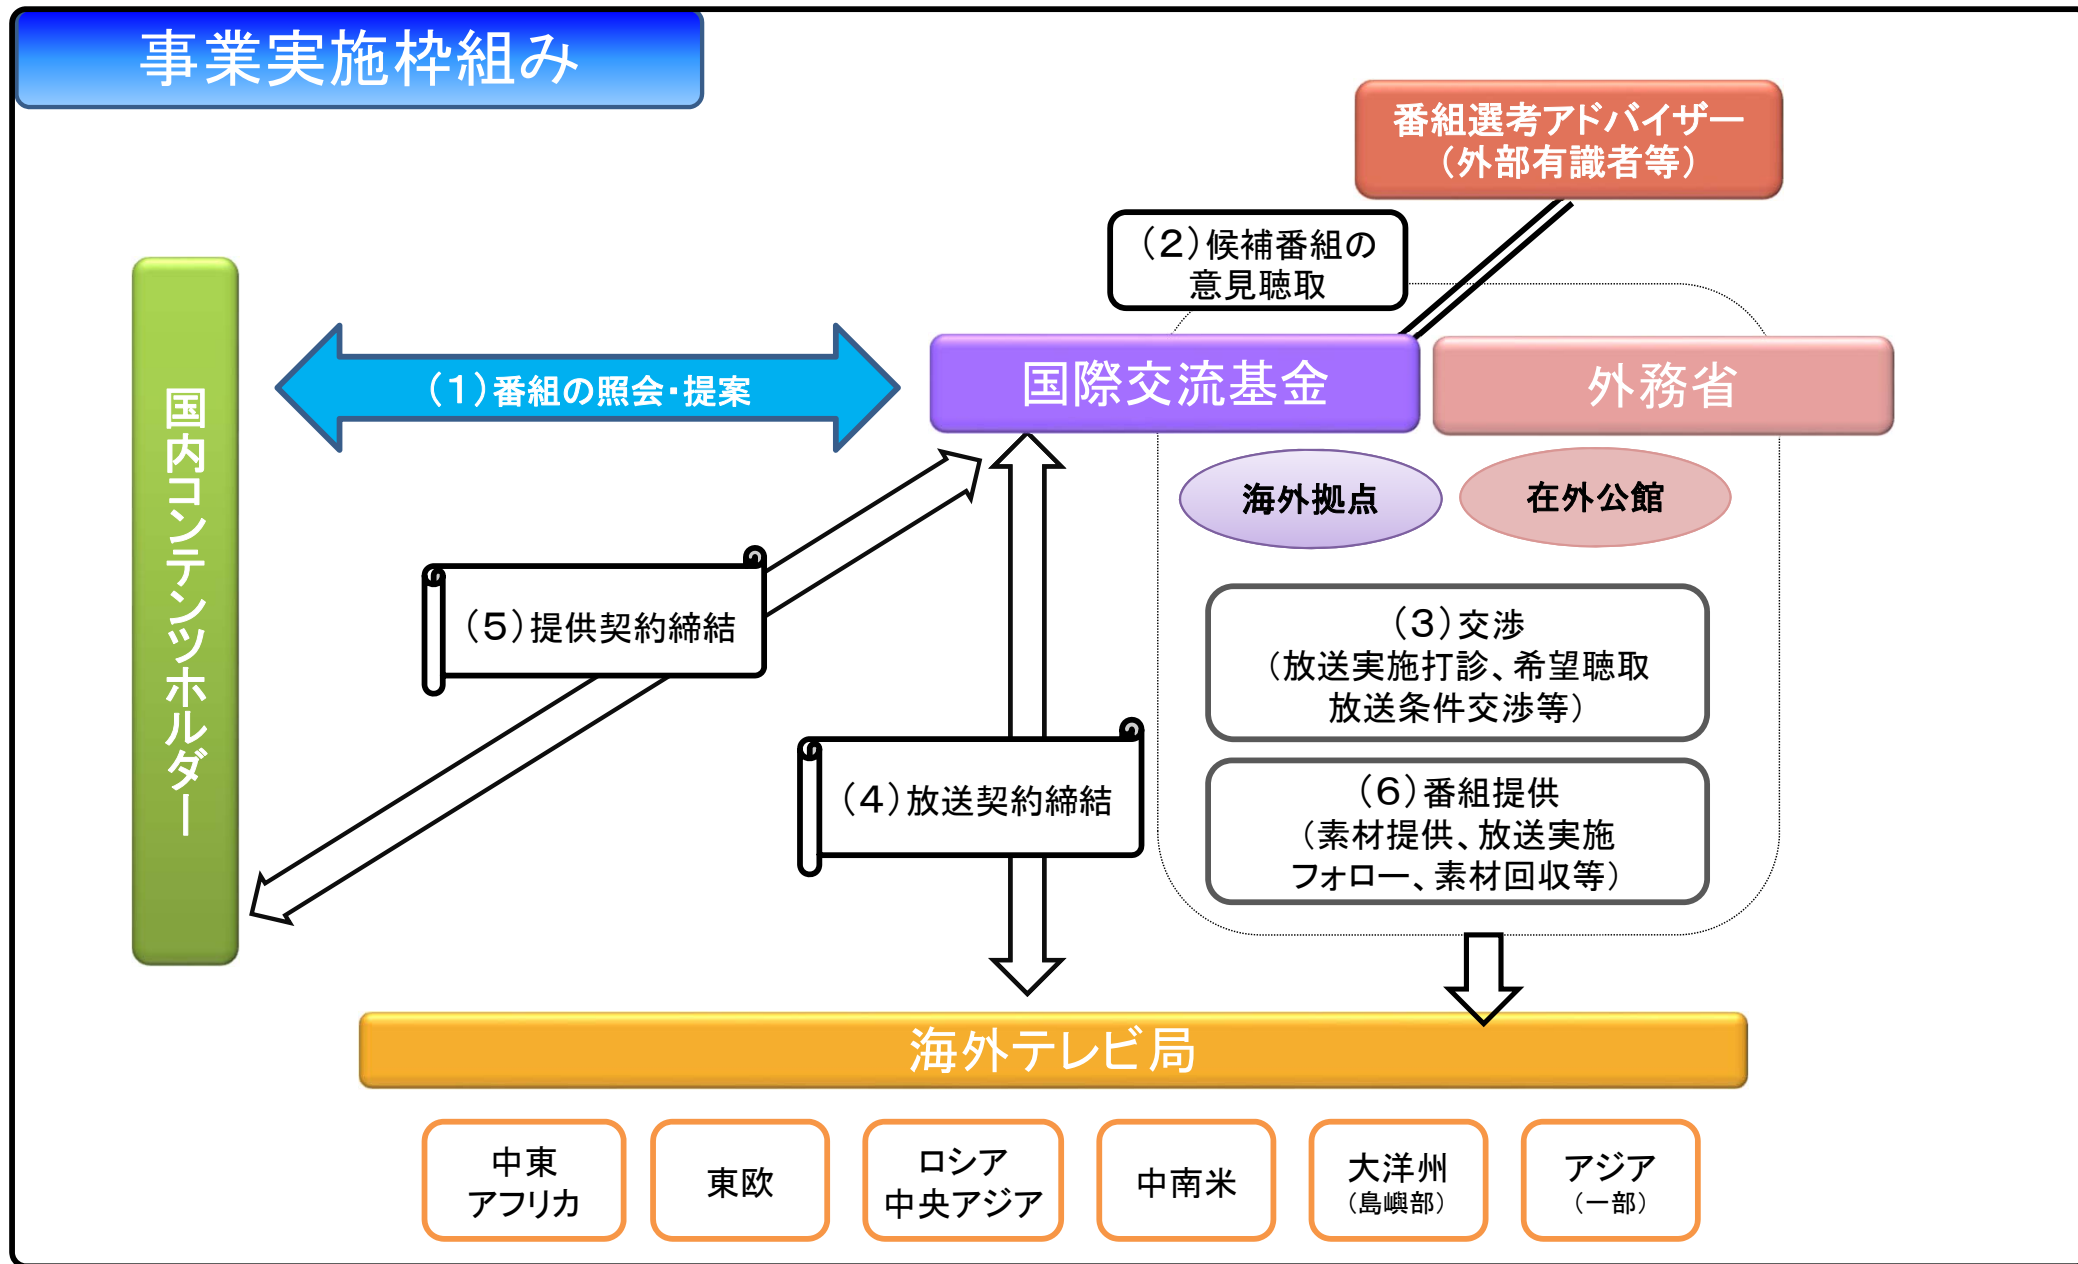 事業実施枠組み
番組選考アドバイザー
（外部有識者等）
（２）候補番組の
意見聴取
国内コンテンツホルダー
（１）番組の照会・提案
国際交流基金
外務省
海外拠点
在外公館
（５）提供契約締結
（３）交渉
（放送実施打診、希望聴取
放送条件交渉等）
（４）放送契約締結
（６）番組提供
（素材提供、放送実施
フォロー、素材回収等）
海外テレビ局
中東
アフリカ
東欧
ロシア
中央アジア
中南米
大洋州
（島嶼部）
アジア
（一部）